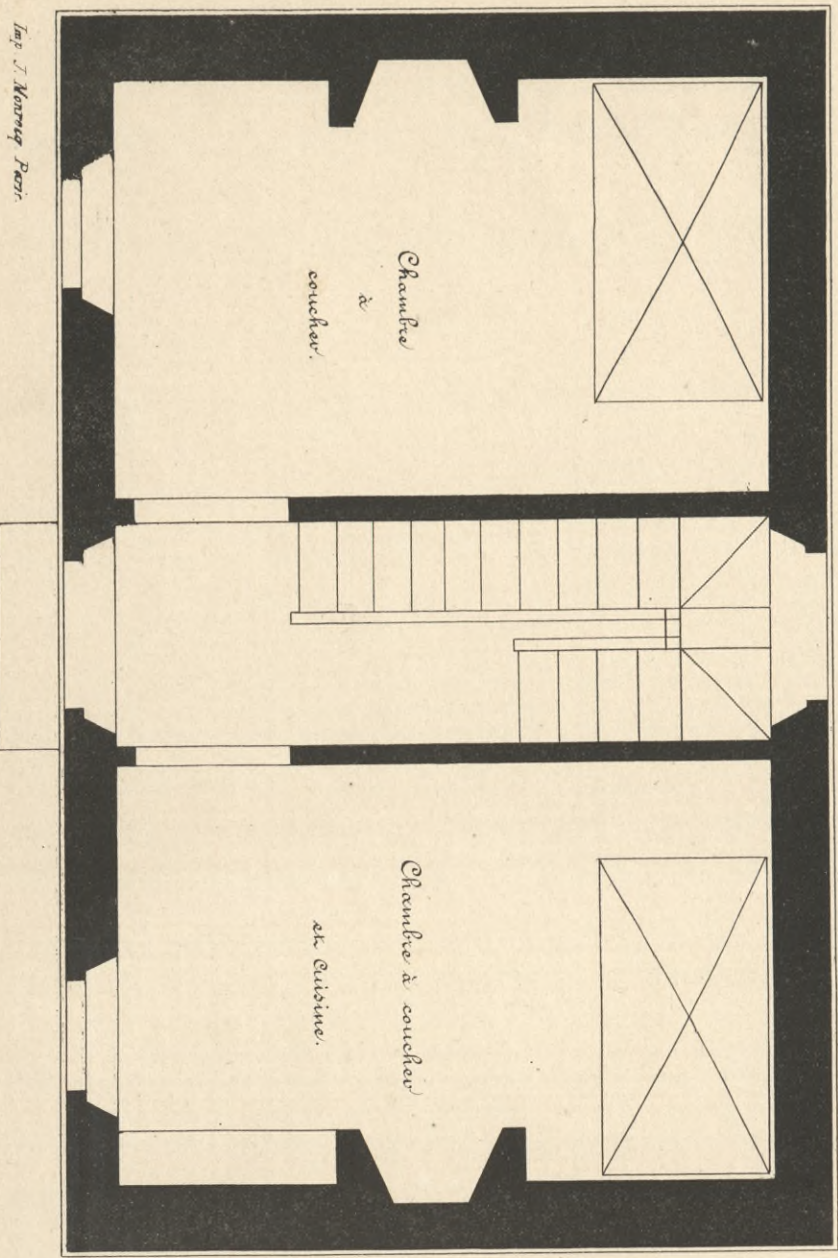 Chambre
à
coucher.
Chambre à coucher
et Cuisine.
Imp. J. Monrocq Paris.